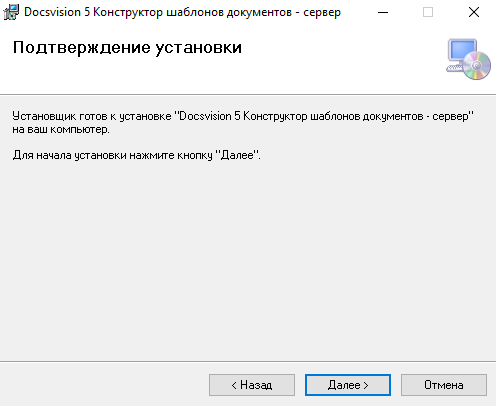 Docsvision 5 Конструктор шаблонов документов - сервер
Подтверждение установки
Установщик готов к установке "Docsvision 5 Конструктор шаблонов документов - сервер"
на ваш компьютер.
Для начала установки нажмите кнопку "Далее".
< Назад
Далее >
Отмена